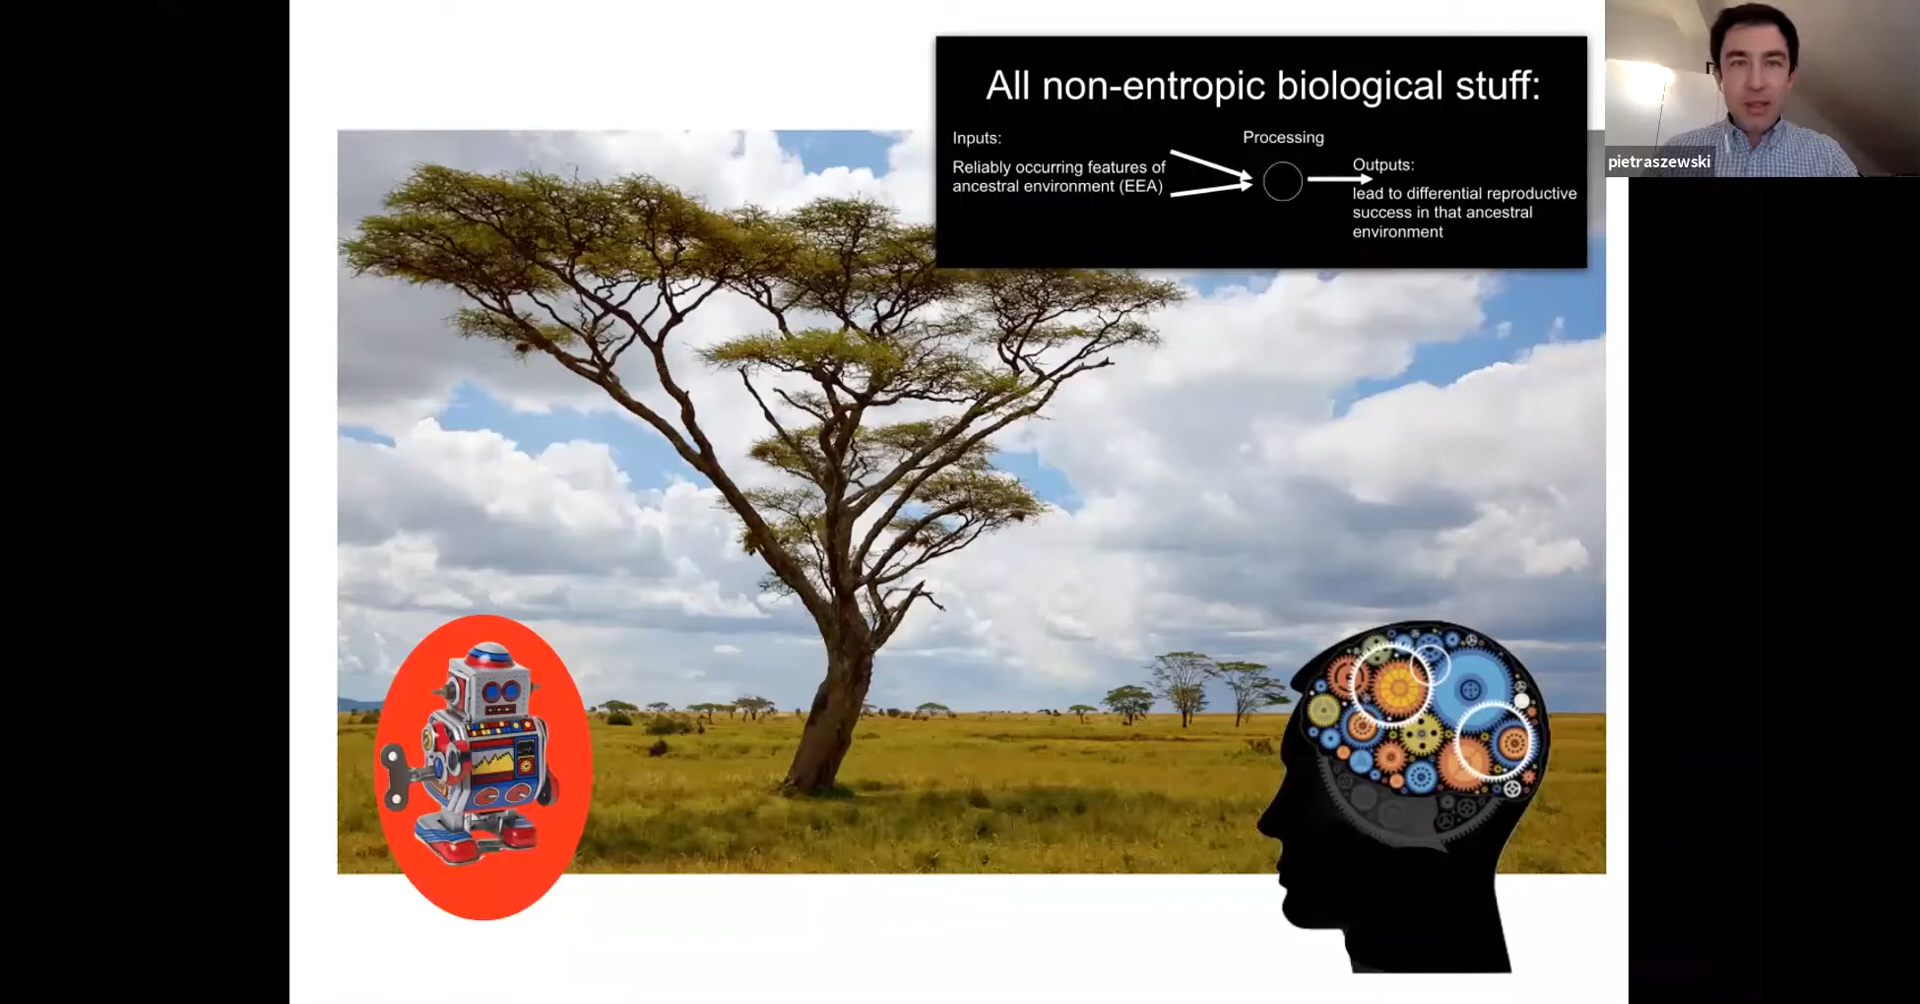 All non-entropic biological stuff:
Inputs:
Processing
Reliably occurring features of
ancestral environment (EEA)
Outputs:
lead to differential reproductive
success in that ancestral
environment
pietraszewski